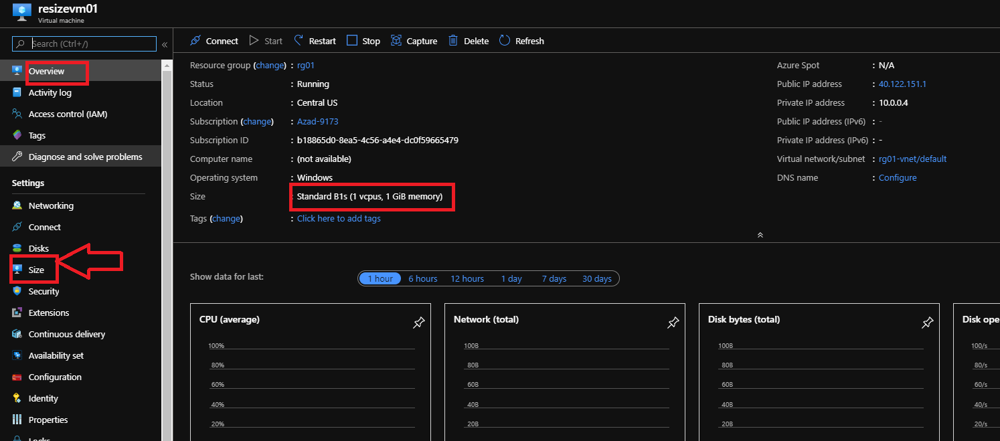 resizevm01
Virtual machine
Search (Ctrl+/)
«
Overview
Activity log
Access control (IAM)
Tags
Diagnose and solve problems
Settings
Networking
Connect
Disks
Size
Security
Extensions
Continuous delivery
Availability set
Configuration
Identity
Properties
Locks
Connect Start Restart Stop Capture Delete Refresh
Resource group (change) : rg01
Status : Running
Location : Central US
Subscription (change) : Azad-9173
Subscription ID : b18865d0-8ea5-4c56-a4e4-dc0f59665479
Computer name : (not available)
Operating system : Windows
Size : Standard B1s (1 vcpus, 1 GiB memory)
Tags (change) : Click here to add tags
Azure Spot : N/A
Public IP address : 40.122.151.1
Private IP address : 10.0.0.4
Public IP address (IPv6) : -
Private IP address (IPv6) : -
Virtual network/subnet : rg01-vnet/default
DNS name : Configure
Show data for last: 1 hour 6 hours 12 hours 1 day 7 days 30 days
CPU (average)
100%
80%
60%
40%
20%
Network (total)
100B
80B
60B
40B
20B
Disk bytes (total)
100B
80B
60B
40B
20B
Disk ope
100/s
80/s
60/s
40/s
20/s